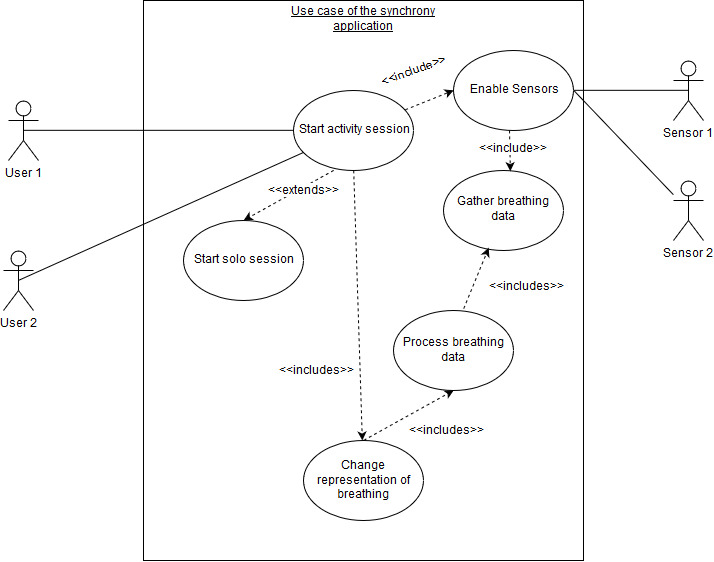 Use case of the synchrony
application
<<include>>
Enable Sensors
Sensor 1
Start activity session
User 1
<<include>>
<<extends>>
Gather breathing
data
Sensor 2
Start solo session
<<includes>>
User 2
Process breathing
data
<<includes>>
<<includes>>
Change
representation of
breathing